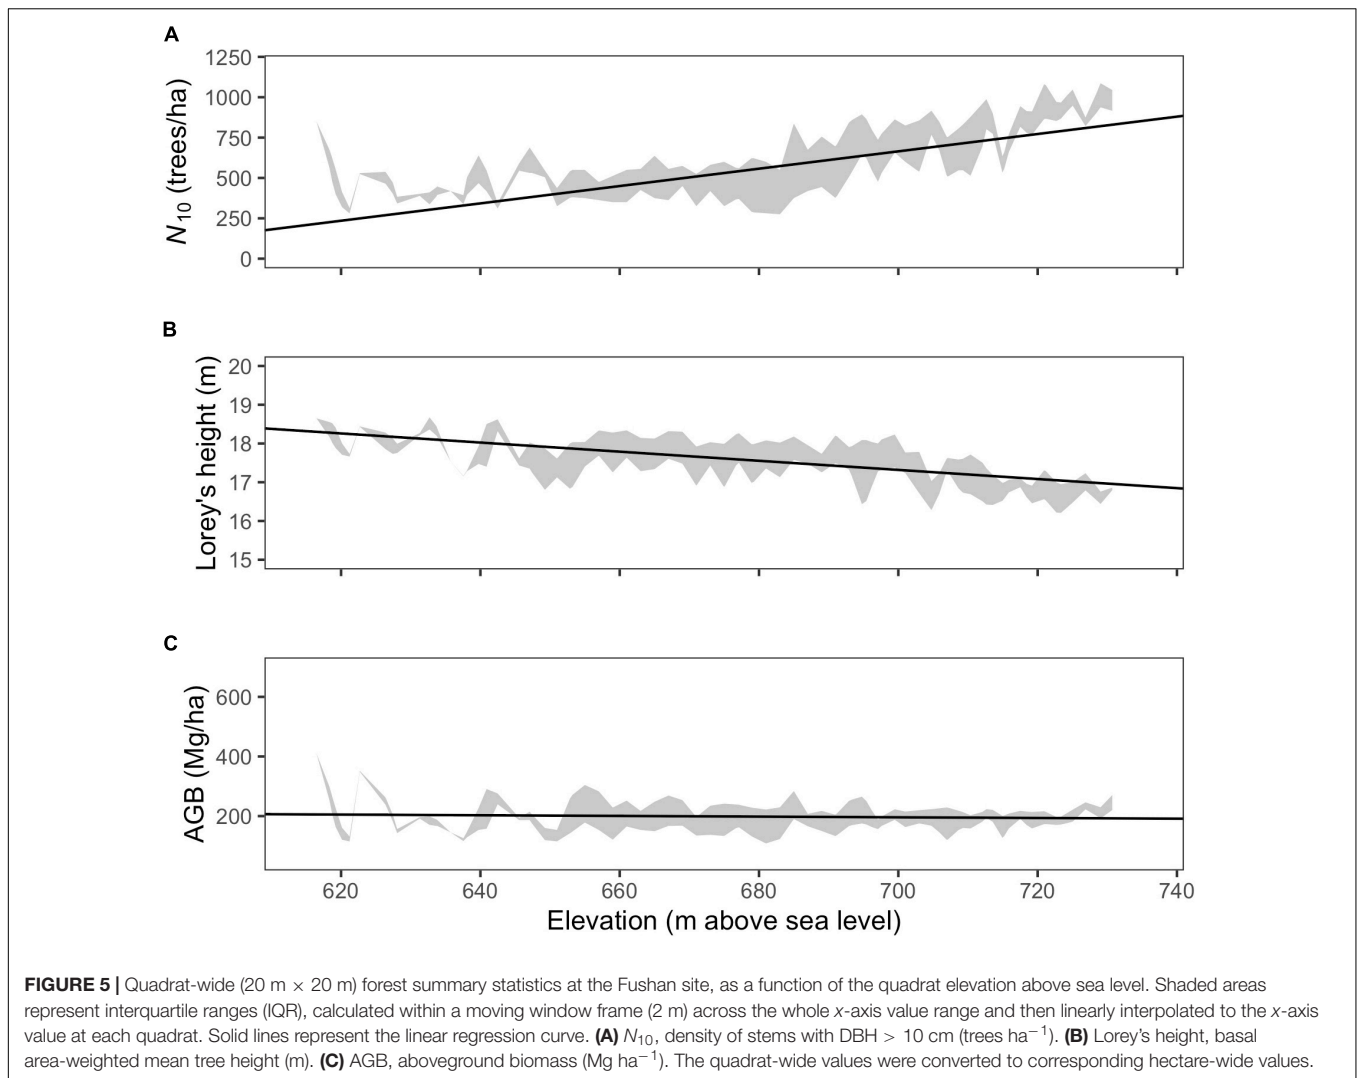 A
1250
1000
750
500
250
0
N10 (trees/ha)
B
20
19
18
17
16
15
Lorey's height (m)
C
600
400
200
AGB (Mg/ha)
620 640 660 680 700 720 740
Elevation (m above sea level)
FIGURE 5 | Quadrat-wide (20 m × 20 m) forest summary statistics at the Fushan site, as a function of the quadrat elevation above sea level. Shaded areas
represent interquartile ranges (IQR), calculated within a moving window frame (2 m) across the whole x-axis value range and then linearly interpolated to the x-axis
value at each quadrat. Solid lines represent the linear regression curve. (A) N10, density of stems with DBH > 10 cm (trees ha−1). (B) Lorey's height, basal
area-weighted mean tree height (m). (C) AGB, aboveground biomass (Mg ha−1). The quadrat-wide values were converted to corresponding hectare-wide values.